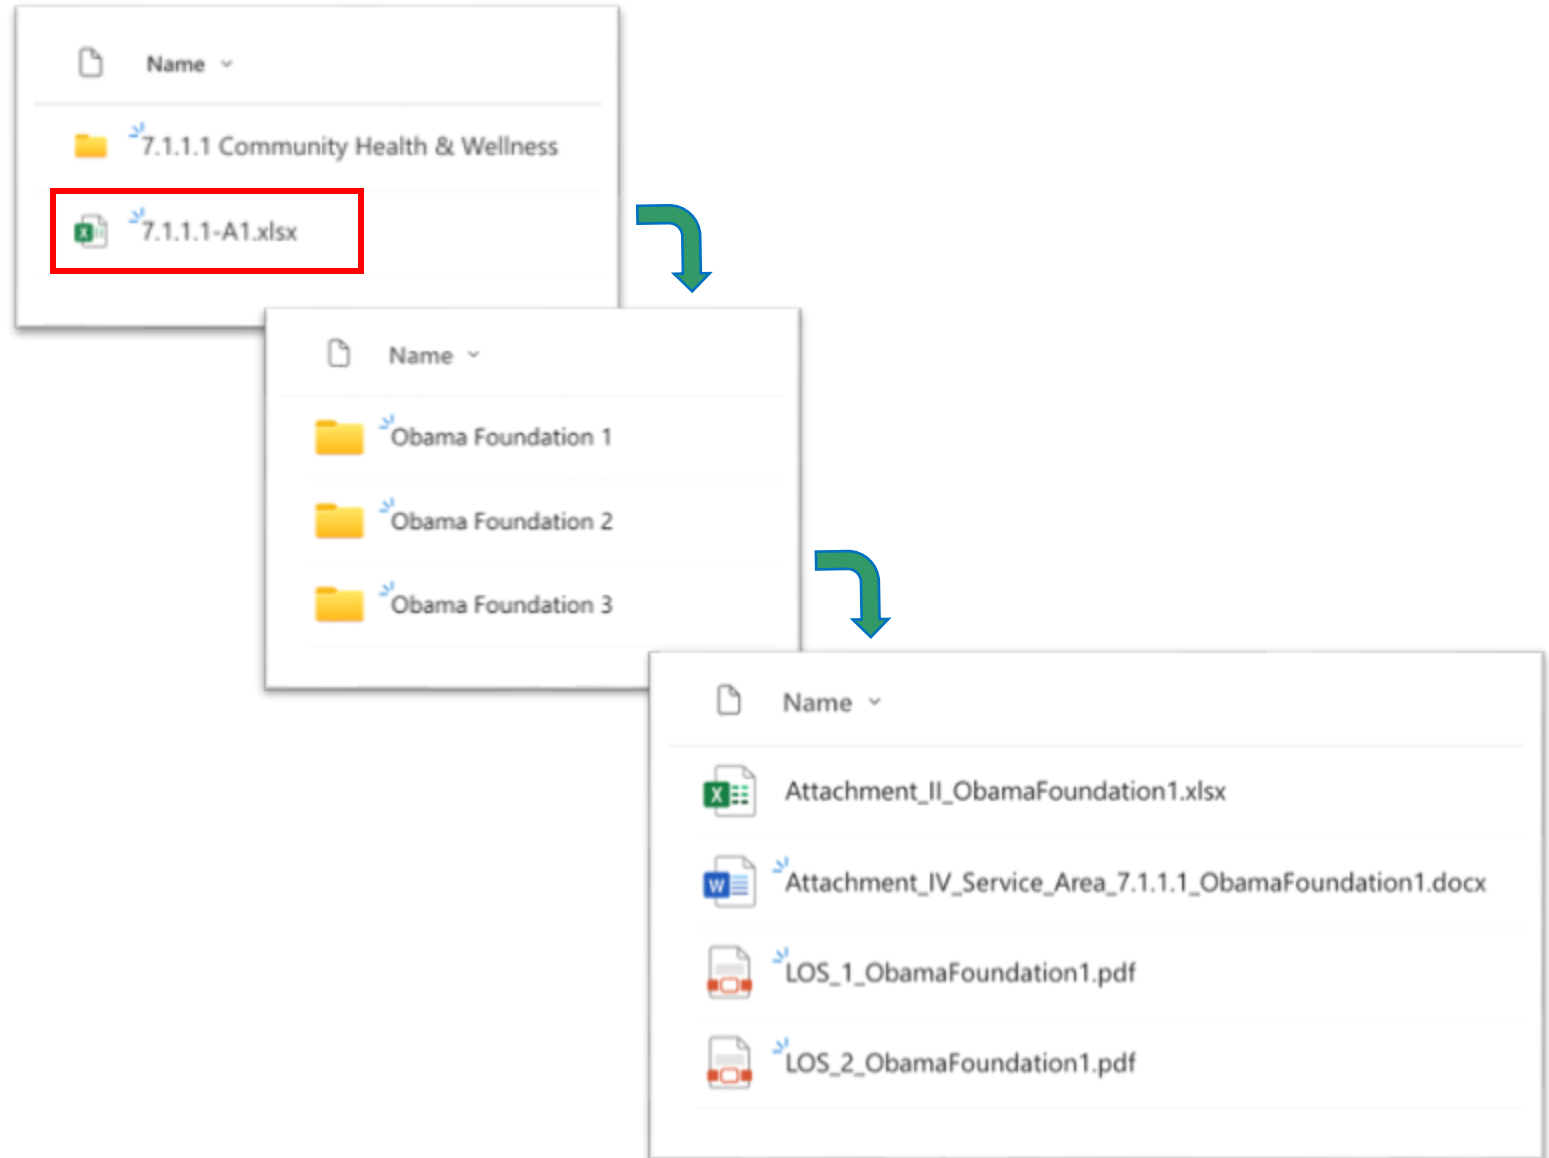 Name
7.1.1.1 Community Health & Wellness
7.1.1.1-A1.xlsx
Name
Obama Foundation 1
Obama Foundation 2
Obama Foundation 3
Name
Attachment_II_ObamaFoundation1.xlsx
Attachment_IV_Service_Area_7.1.1.1_ObamaFoundation1.docx
LOS_1_ObamaFoundation1.pdf
LOS_2_ObamaFoundation1.pdf